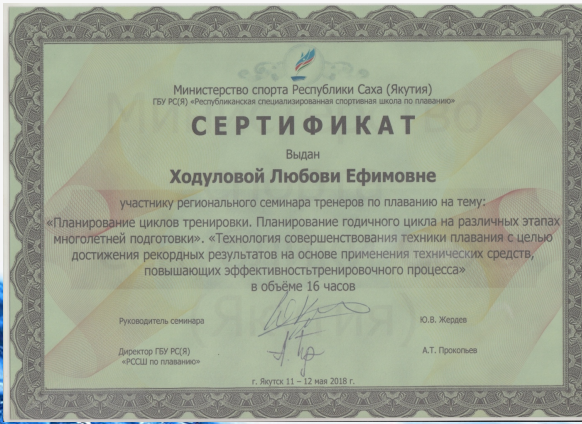 Министерство спорта Республики Саха (Якутия)
ГБУ РС(Я) «Республиканская специализированная спортивная школа по плаванию»
СЕРТИФИКАТ
Выдан
Ходуловой Любови Ефимовне
участнику регионального семинара тренеров по плаванию на тему:
«Планирование циклов тренировки. Планирование годичного цикла на различных этапах
многолетней подготовки». «Технология совершенствования техники плавания с целью
достижения рекордных результатов на основе применения технических средств,
повышающих эффективностьтренировочного процесса»
в объёме 16 часов
Руководитель семинара
Ю.В. Жердев
Директор ГБУ РС(Я)
«РССШ по плаванию»
А.Т. Прокопьев
г. Якутск 11 – 12 мая 2018 г.